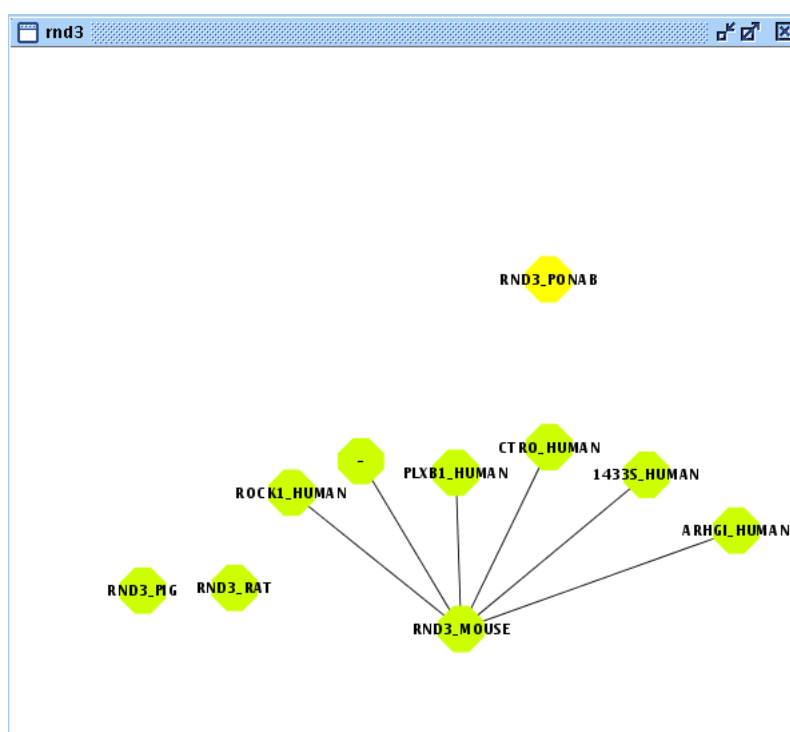 rnd3
RND3_PONAB
CTRO_HUMAN
-
PLXB1_HUMAN
1433S_HUMAN
ROCK1_HUMAN
ARHGI_HUMAN
RND3_PIG
RND3_RAT
RND3_MOUSE